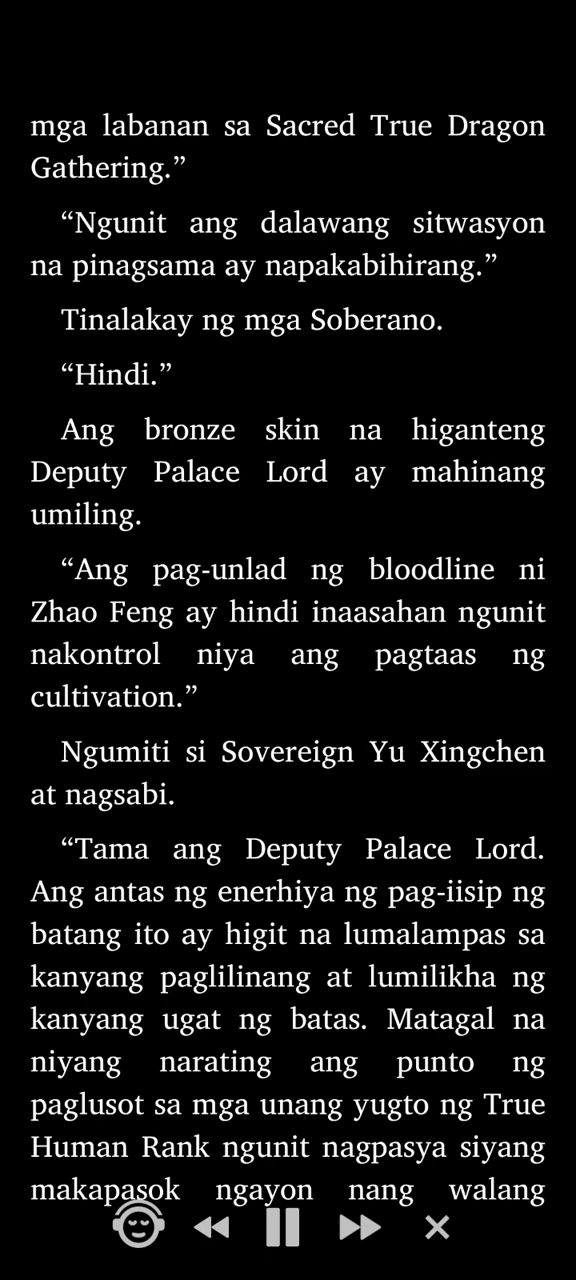 mga labanan sa Sacred True Dragon
Gathering.”
“Ngunit ang dalawang sitwasyon
na pinagsama ay napakabihirang.”
Tinalakay ng mga Soberano.
“Hindi.”
Ang bronze skin na higanteng
Deputy Palace Lord ay mahinang
umiling.
“Ang pag-unlad ng bloodline ni
Zhao Feng ay hindi inaasahan ngunit
nakontrol niya ang pagtaas ng
cultivation.”
Ngumiti si Sovereign Yu Xingchen
at nagsabi.
“Tama ang Deputy Palace Lord.
Ang antas ng enerhiya ng pag-iisip ng
batang ito ay higit na lumalampas sa
kanyang paglilinang at lumilikha ng
kanyang ugat ng batas. Matagal na
niyang narating ang punto ng
paglusot sa mga unang yugto ng True
Human Rank ngunit nagpasya siyang
makapasok ngayon nang walang